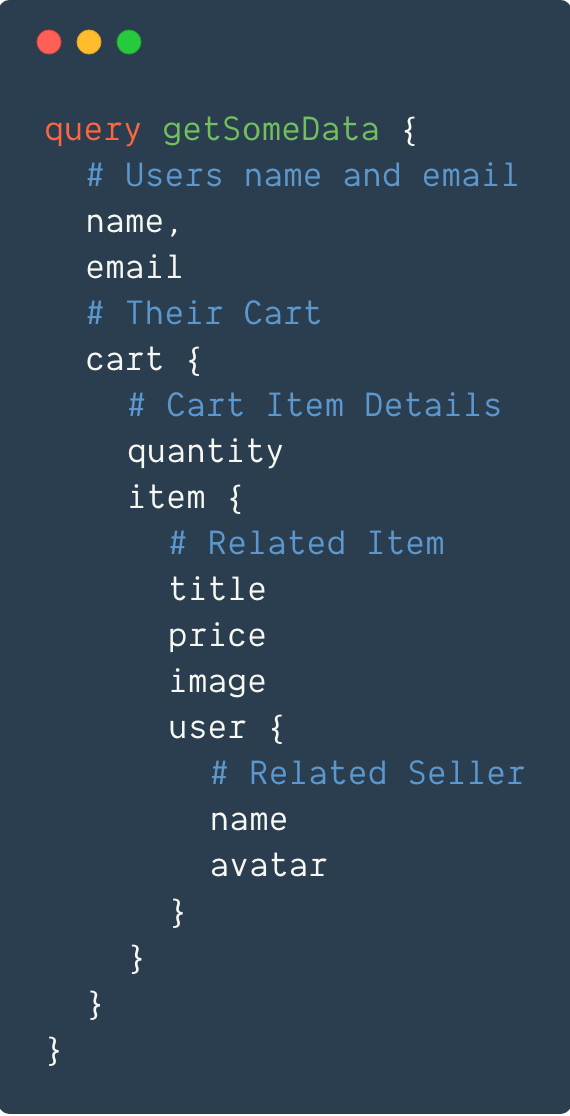 query getSomeData {
  # Users name and email
  name,
  email
  # Their Cart
  cart {
    # Cart Item Details
    quantity
    item {
      # Related Item
      title
      price
      image
      user {
        # Related Seller
        name
        avatar
      }
    }
  }
}